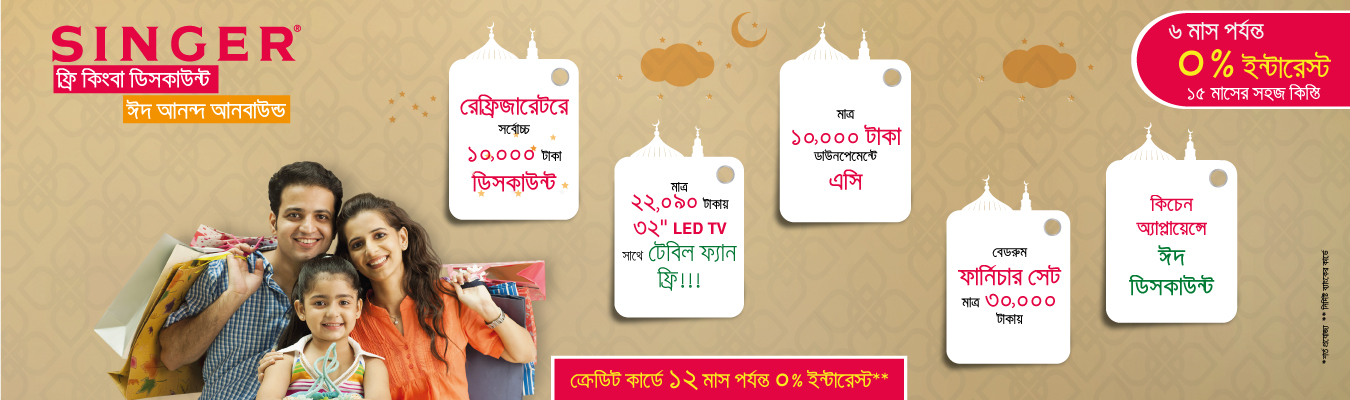 SINGER®
ফ্রি কিংবা ডিসকাউন্ট
ঈদ আনন্দ আনবাউন্ড
রেফ্রিজারেটরে
সর্বোচ্চ
১০,০০০ টাকা
ডিসকাউন্ট
মাত্র
২২,০৯০ টাকায়
৩২" LED TV
সাথে টেবিল ফ্যান
ফ্রি!!!
মাত্র
১০,০০০ টাকা
ডাউনপেমেন্টে
এসি
বেডরুম
ফার্নিচার সেট
মাত্র ৩০,০০০
টাকায়
কিচেন
অ্যাপ্লায়েন্সে
ঈদ
ডিসকাউন্ট
৬ মাস পর্যন্ত
০% ইন্টারেস্ট
১৫ মাসের সহজ কিস্তি
ক্রেডিট কার্ডে ১২ মাস পর্যন্ত ০% ইন্টারেস্ট**
*শর্ত প্রযোজ্য ** নির্দিষ্ট ব্যাংকের কার্ডে